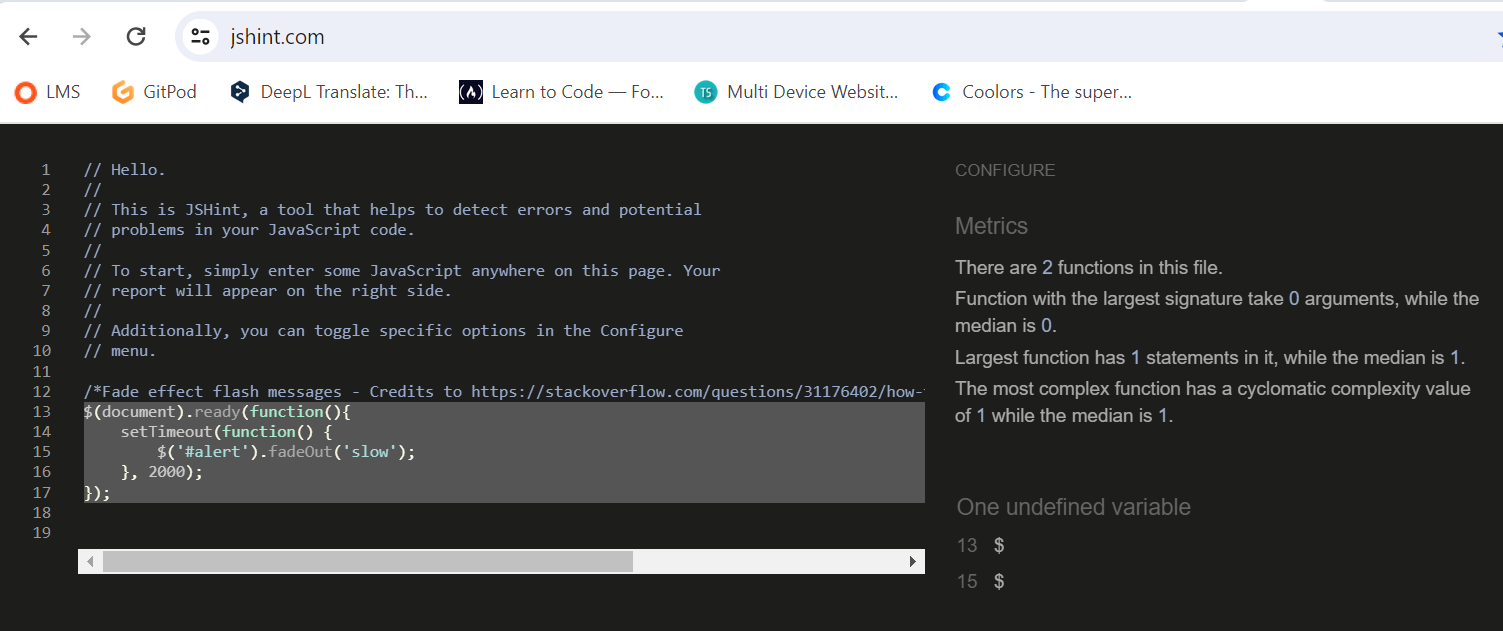 jshint.com
LMS GitPod DeepL Translate: Th... Learn to Code — Fo... TS Multi Device Websit... Coolors - The super...
1 // Hello.
2 //
3 // This is JSHint, a tool that helps to detect errors and potential
4 // problems in your JavaScript code.
5 //
6 // To start, simply enter some JavaScript anywhere on this page. Your
7 // report will appear on the right side.
8 //
9 // Additionally, you can toggle specific options in the Configure
10 // menu.
11
12 /*Fade effect flash messages - Credits to https://stackoverflow.com/questions/31176402/how-
13 $(document).ready(function(){
14 setTimeout(function() {
15 $('#alert').fadeOut('slow');
16 }, 2000);
17 });
18
19
CONFIGURE
Metrics
There are 2 functions in this file.
Function with the largest signature take 0 arguments, while the
median is 0.
Largest function has 1 statements in it, while the median is 1.
The most complex function has a cyclomatic complexity value
of 1 while the median is 1.
One undefined variable
13 $
15 $